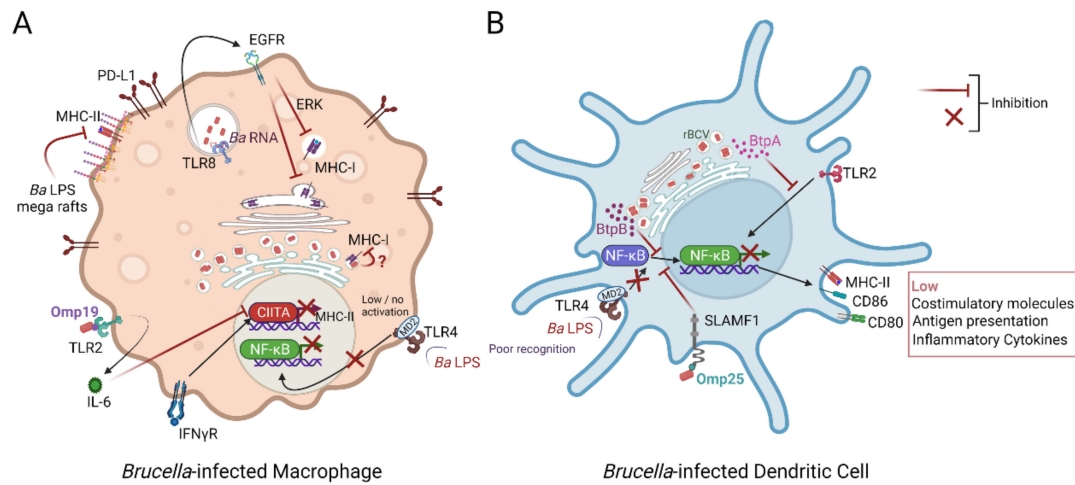 A
EGFR
PD-L1
ERK
MHC-II
Ba RNA
TLR8
MHC-I
Ba LPS
mega rafts
MHC-I
?
Omp19
TLR2
CIITA
MHC-II
Low / no
activation
NF-κB
MD2
TLR4
Ba LPS
IL-6
IFNγR
Brucella-infected Macrophage
B
rBCV
BtpA
TLR2
BtpB
NF-κB
NF-κB
MD2
TLR4
Ba LPS
Poor recognition
SLAMF1
Omp25
MHC-II
CD86
CD80
Low
Costimulatory molecules
Antigen presentation
Inflammatory Cytokines
Inhibition
Brucella-infected Dendritic Cell